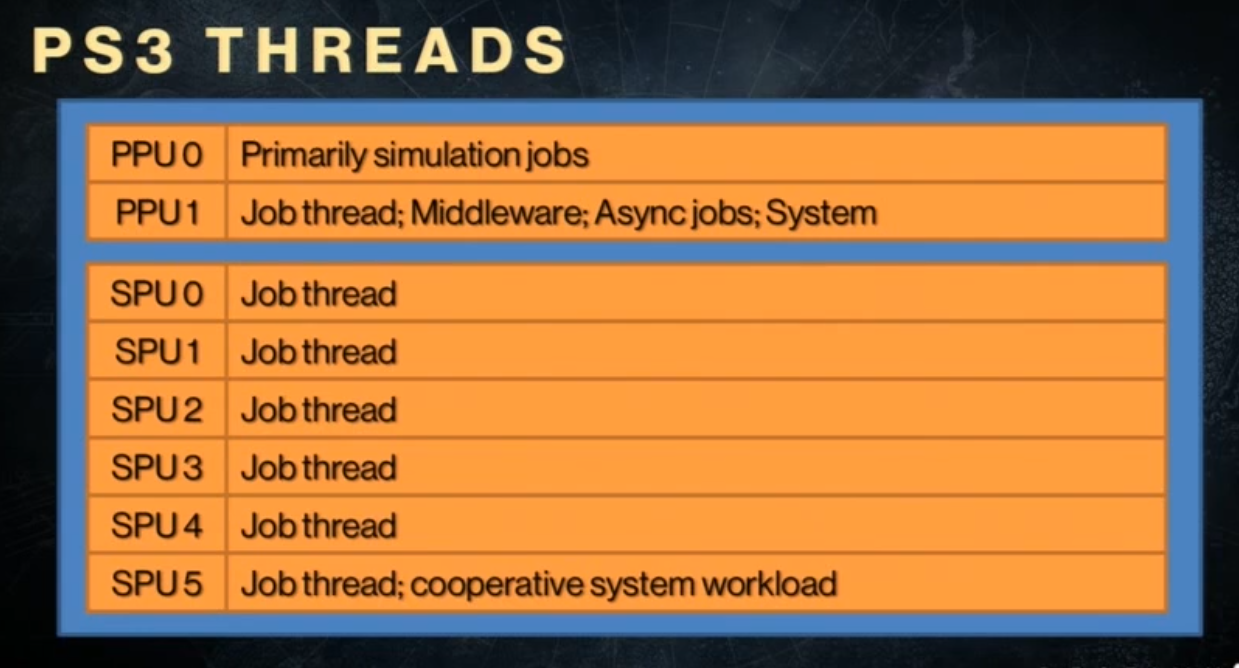 PS3 THREADS
PPU 0 Primarily simulation jobs
PPU 1 Job thread; Middleware; Async jobs; System
SPU 0 Job thread
SPU 1 Job thread
SPU 2 Job thread
SPU 3 Job thread
SPU 4 Job thread
SPU 5 Job thread; cooperative system workload